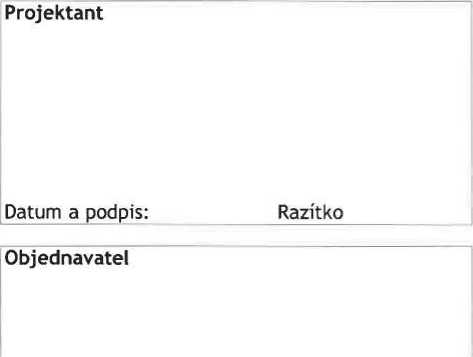 Projektant
Datum a podpis: Razítko
Objednavatel